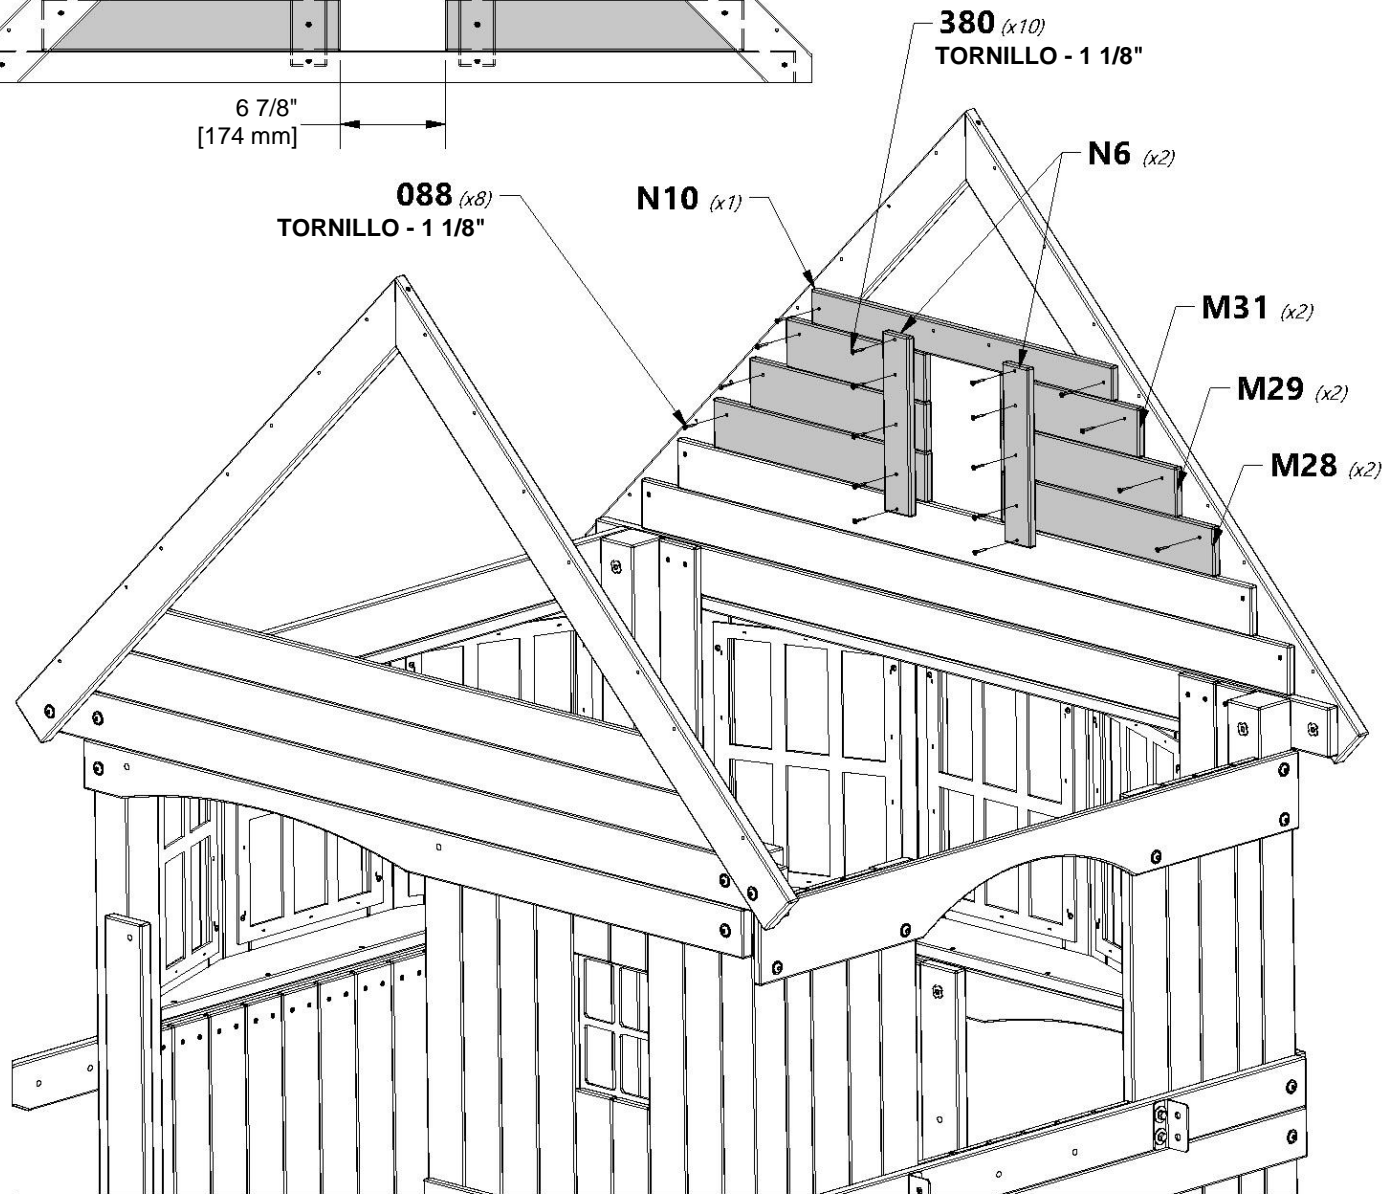 380 (x10)
TORNILLO - 1 1/8"
6 7/8"
[174 mm]
N6 (x2)
088 (x8)
TORNILLO - 1 1/8"
N10 (x1)
M31 (x2)
M29 (x2)
M28 (x2)